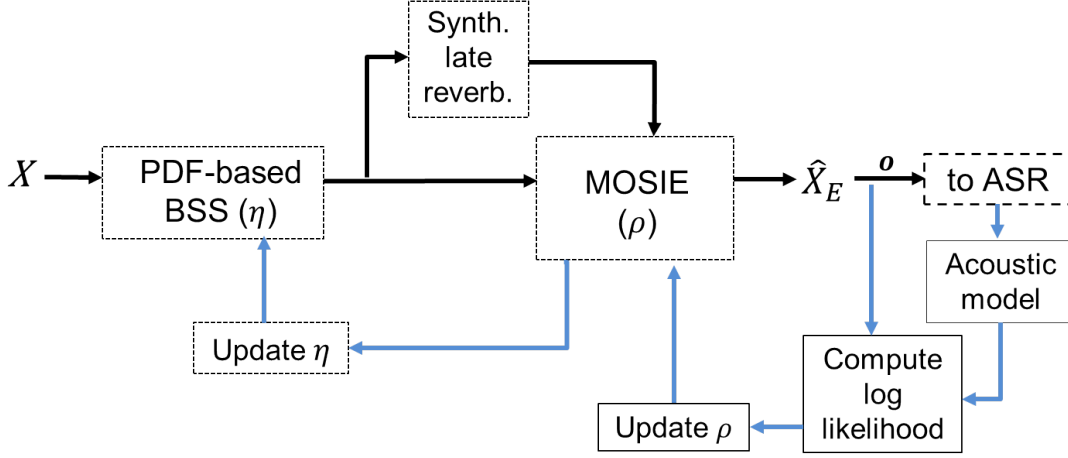 Synth.
late
reverb.
X
PDF-based
BSS (η)
MOSIE
(ρ)
X̂_E
o
to ASR
Acoustic
model
Update η
Compute
log
likelihood
Update ρ